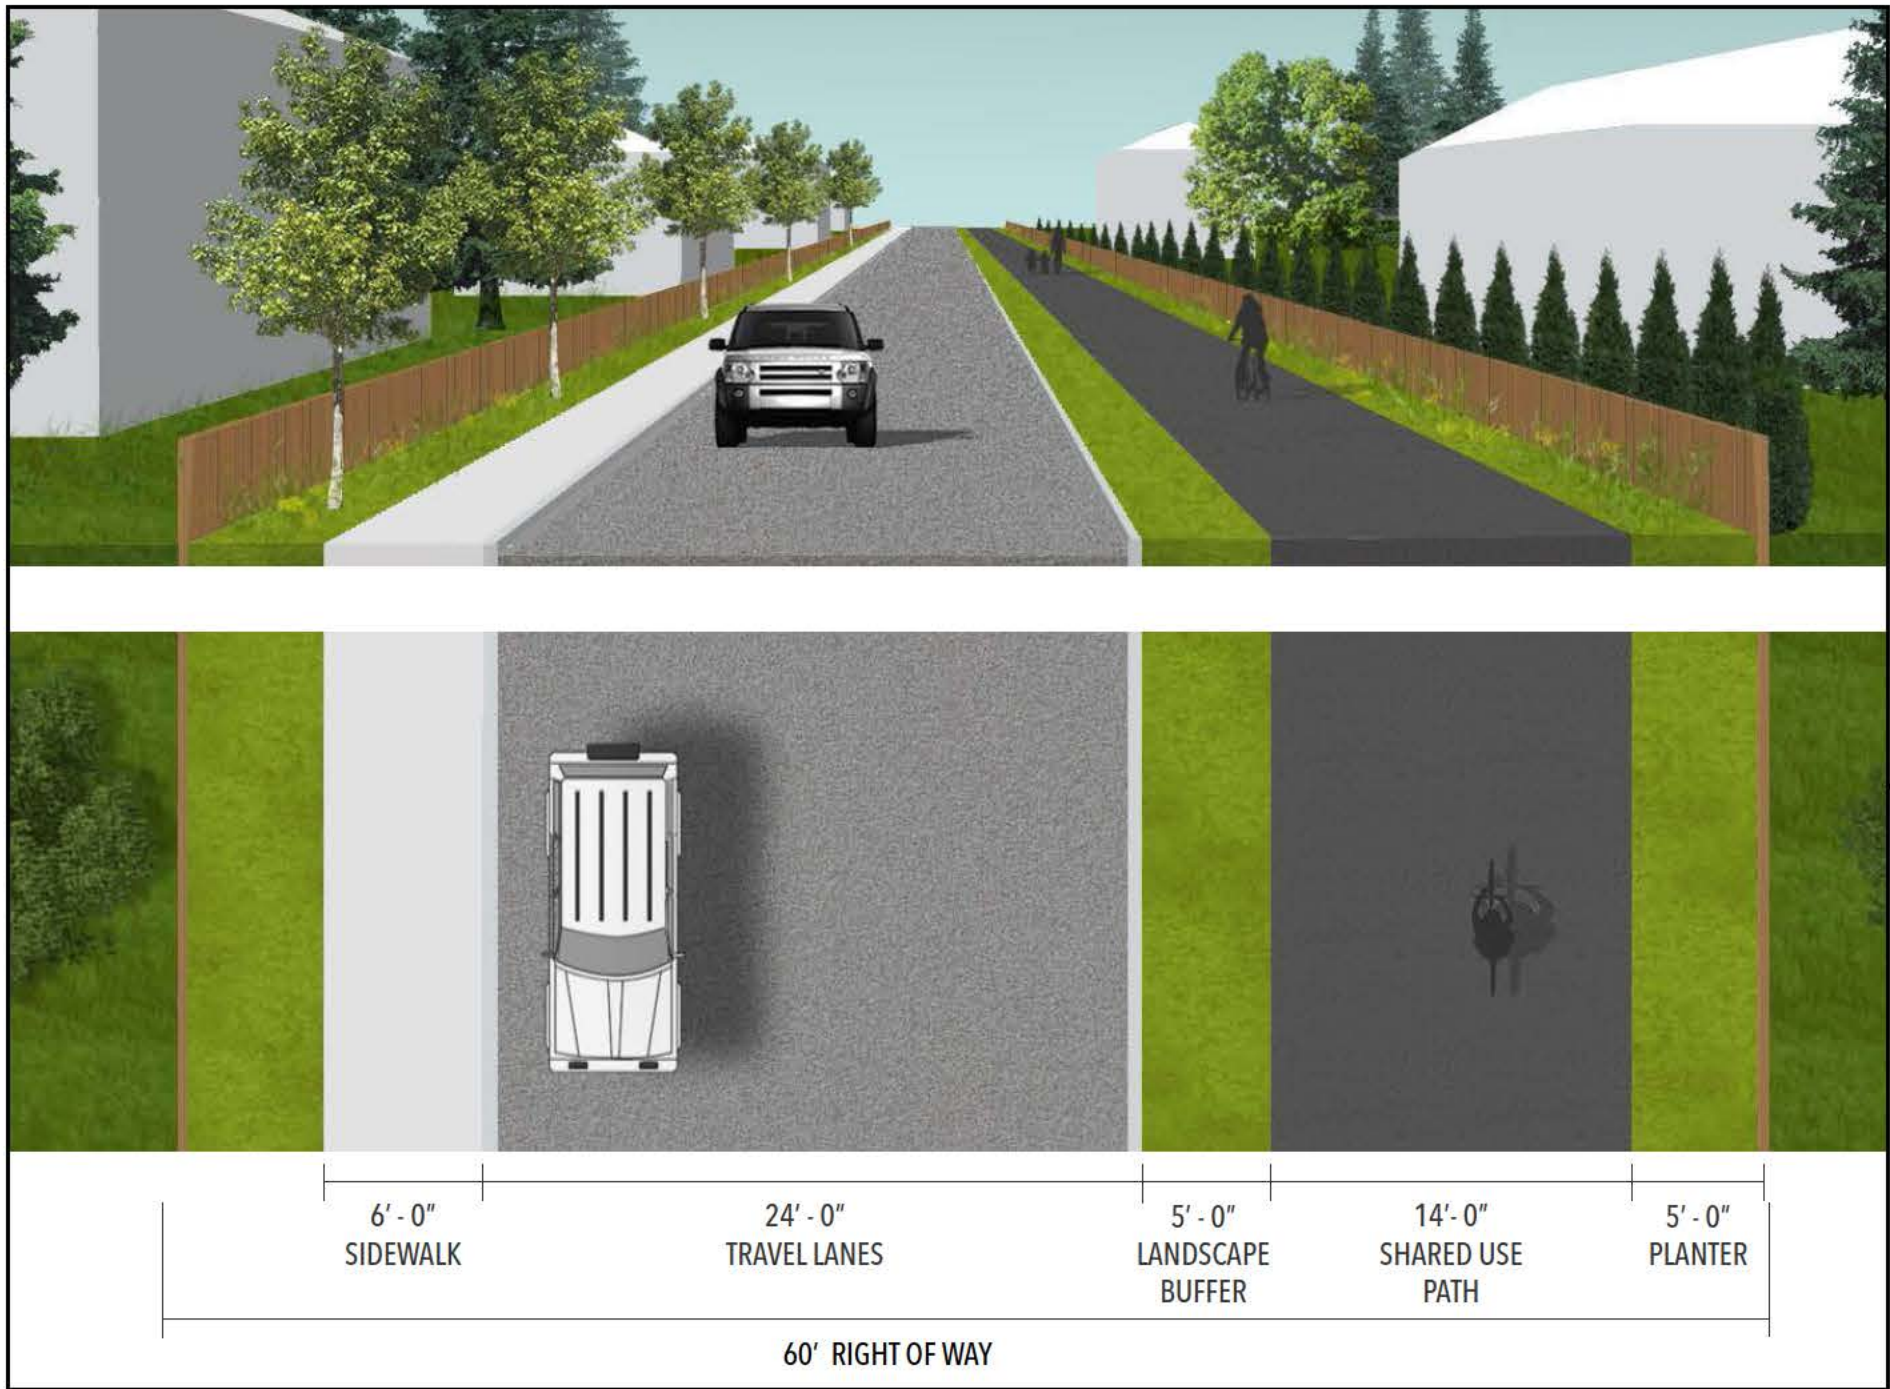 6' - 0" 24' - 0" 5' - 0" 14'- 0" 5' - 0"
SIDEWALK TRAVEL LANES LANDSCAPE SHARED USE PLANTER
BUFFER PATH
60' RIGHT OF WAY